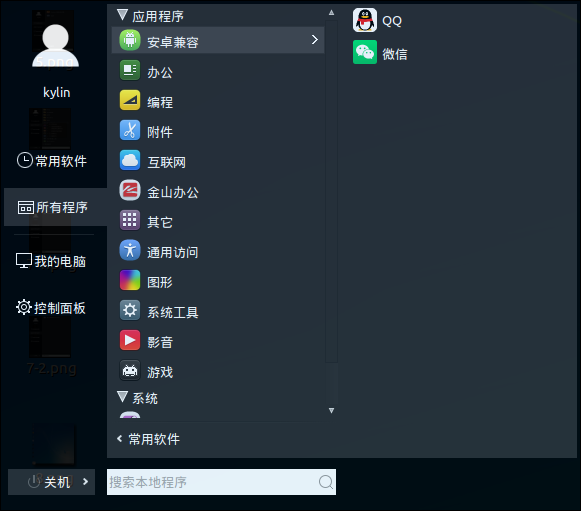 kylin
常用软件
所有程序
我的电脑
控制面板
7-2.png
关机
应用程序
安卓兼容
办公
编程
附件
互联网
金山办公
其它
通用访问
图形
系统工具
影音
游戏
系统
常用软件
搜索本地程序
QQ
微信